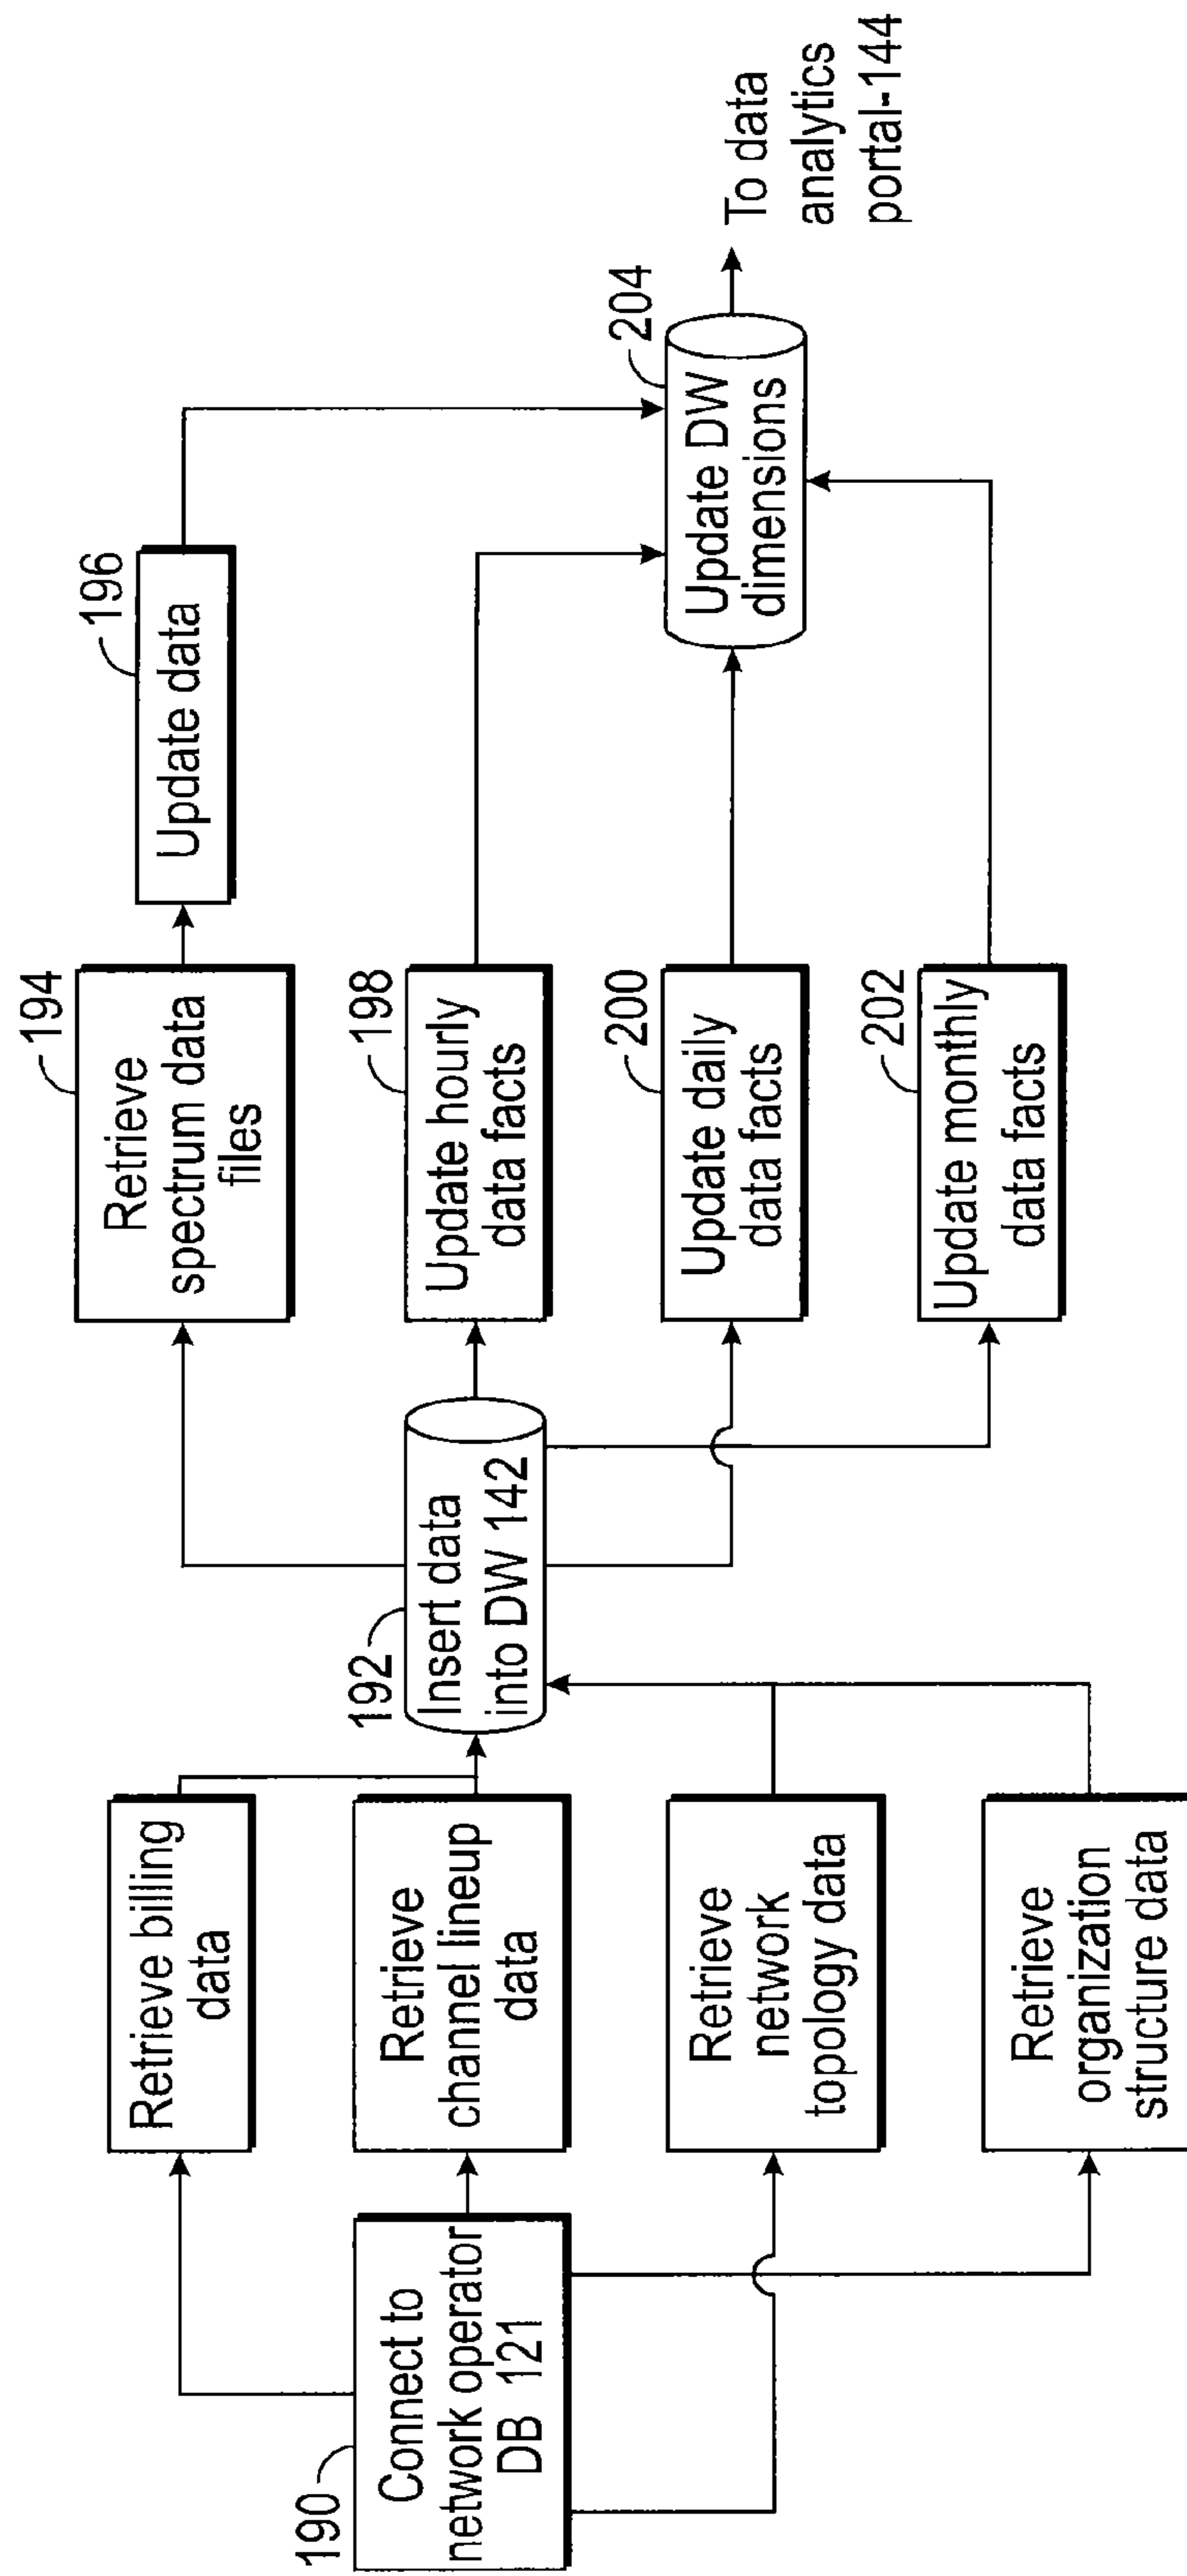 190
Connect to
network operator
DB 121
Retrieve billing
data
Retrieve
channel lineup
data
Retrieve
network
topology data
Retrieve
organization
structure data
192
Insert data
into DW 142
194
Retrieve
spectrum data
files
196
Update data
198
Update hourly
data facts
200
Update daily
data facts
202
Update monthly
data facts
204
Update DW
dimensions
To data
analytics
portal-144